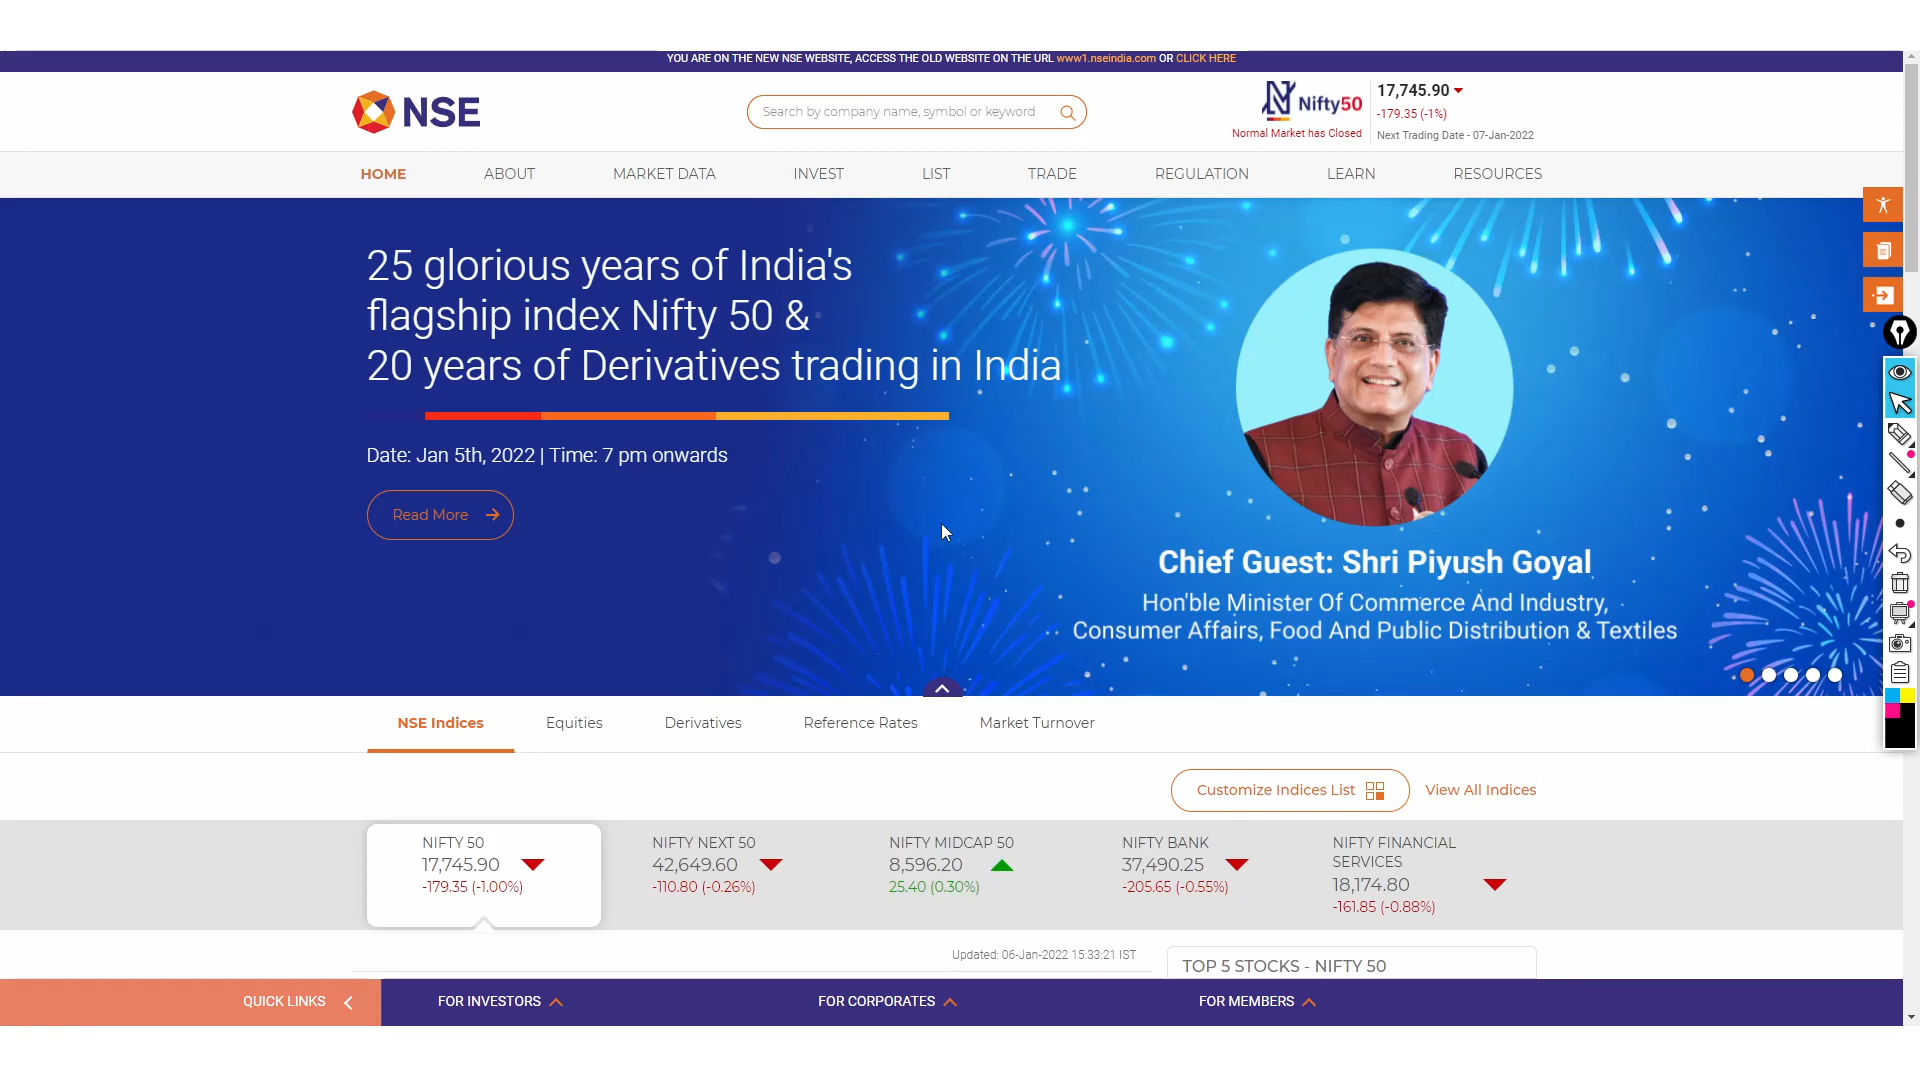 YOU ARE ON THE NEW NSE WEBSITE, ACCESS THE OLD WEBSITE ON THE URL www1.nseindia.com OR CLICK HERE
NSE
Search by company name, symbol or keyword
Nifty50
Normal Market has Closed
17,745.90
-179.35 (-1%)
Next Trading Date - 07-Jan-2022
HOME ABOUT MARKET DATA INVEST LIST TRADE REGULATION LEARN RESOURCES
25 glorious years of India's
flagship index Nifty 50 &
20 years of Derivatives trading in India
Date: Jan 5th, 2022 | Time: 7 pm onwards
Read More
Chief Guest: Shri Piyush Goyal
Hon'ble Minister Of Commerce And Industry,
Consumer Affairs, Food And Public Distribution & Textiles
NSE Indices Equities Derivatives Reference Rates Market Turnover
Customize Indices List View All Indices
NIFTY 50
17,745.90
-179.35 (-1.00%)
NIFTY NEXT 50
42,649.60
-110.80 (-0.26%)
NIFTY MIDCAP 50
8,596.20
25.40 (0.30%)
NIFTY BANK
37,490.25
-205.65 (-0.55%)
NIFTY FINANCIAL
SERVICES
18,174.80
-161.85 (-0.88%)
Updated: 06-Jan-2022 15:33:21 IST
TOP 5 STOCKS - NIFTY 50
QUICK LINKS FOR INVESTORS FOR CORPORATES FOR MEMBERS